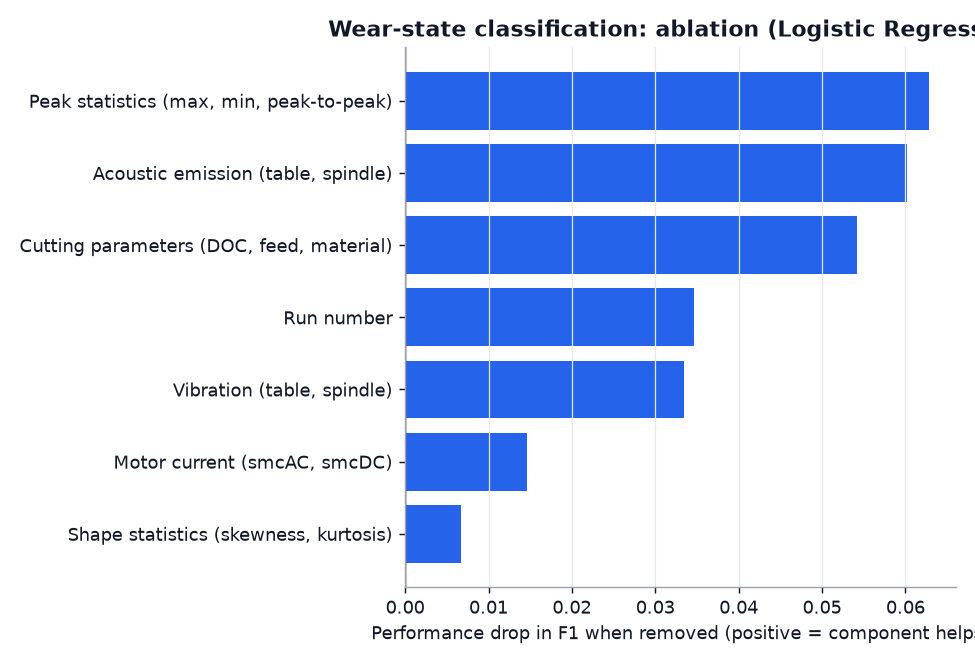 Wear-state classification: ablation (Logistic Regress
Peak statistics (max, min, peak-to-peak)
Acoustic emission (table, spindle)
Cutting parameters (DOC, feed, material)
Run number
Vibration (table, spindle)
Motor current (smcAC, smcDC)
Shape statistics (skewness, kurtosis)
0.00 0.01 0.02 0.03 0.04 0.05 0.06
Performance drop in F1 when removed (positive = component helps